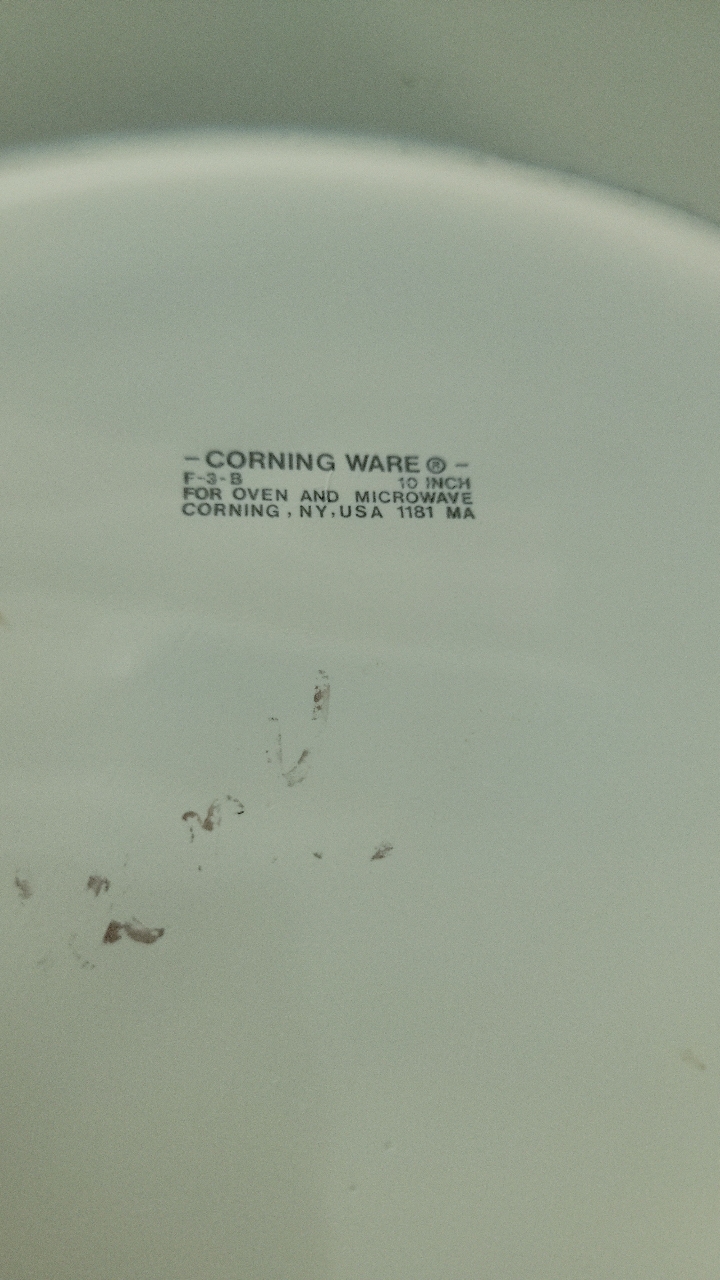 -CORNING WARE® -
F-3-B 10 INCH
FOR OVEN AND MICROWAVE
CORNING, NY, USA 1181 MA